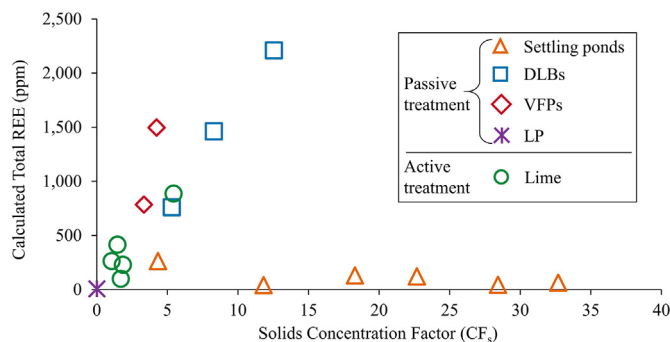 2,500
2,000
1,500
1,000
500
0
Calculated Total REE (ppm)
0 5 10 15 20 25 30 35 40
Solids Concentration Factor (CFs)
Passive treatment
Settling ponds
DLBs
VFPs
LP
Active treatment
Lime